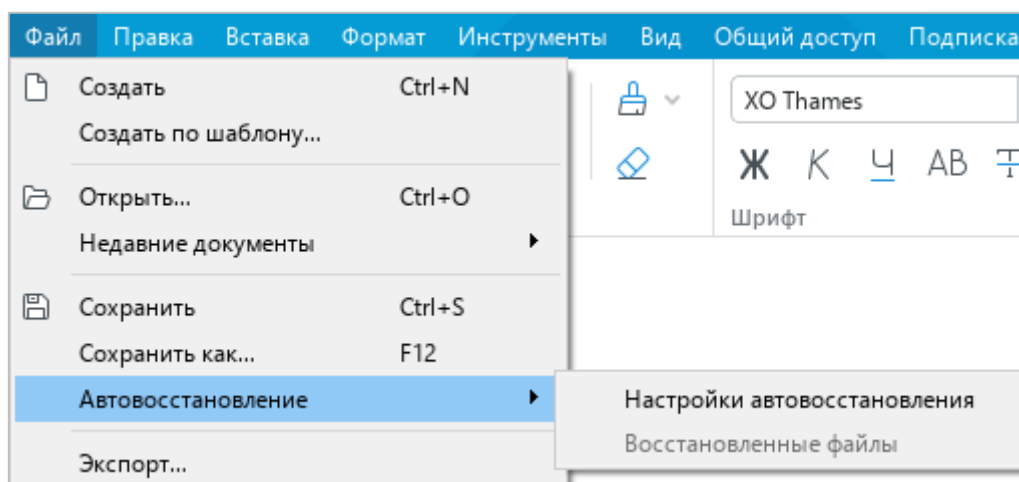 Файл Правка Вставка Формат Инструменты Вид Общий доступ Подписка
Создать Ctrl+N
Создать по шаблону...
Открыть... Ctrl+O
Недавние документы
Сохранить Ctrl+S
Сохранить как... F12
Автовосстановление
Экспорт...
XO Thames
Ж К Ч АВ Т
Шрифт
Настройки автовосстановления
Восстановленные файлы